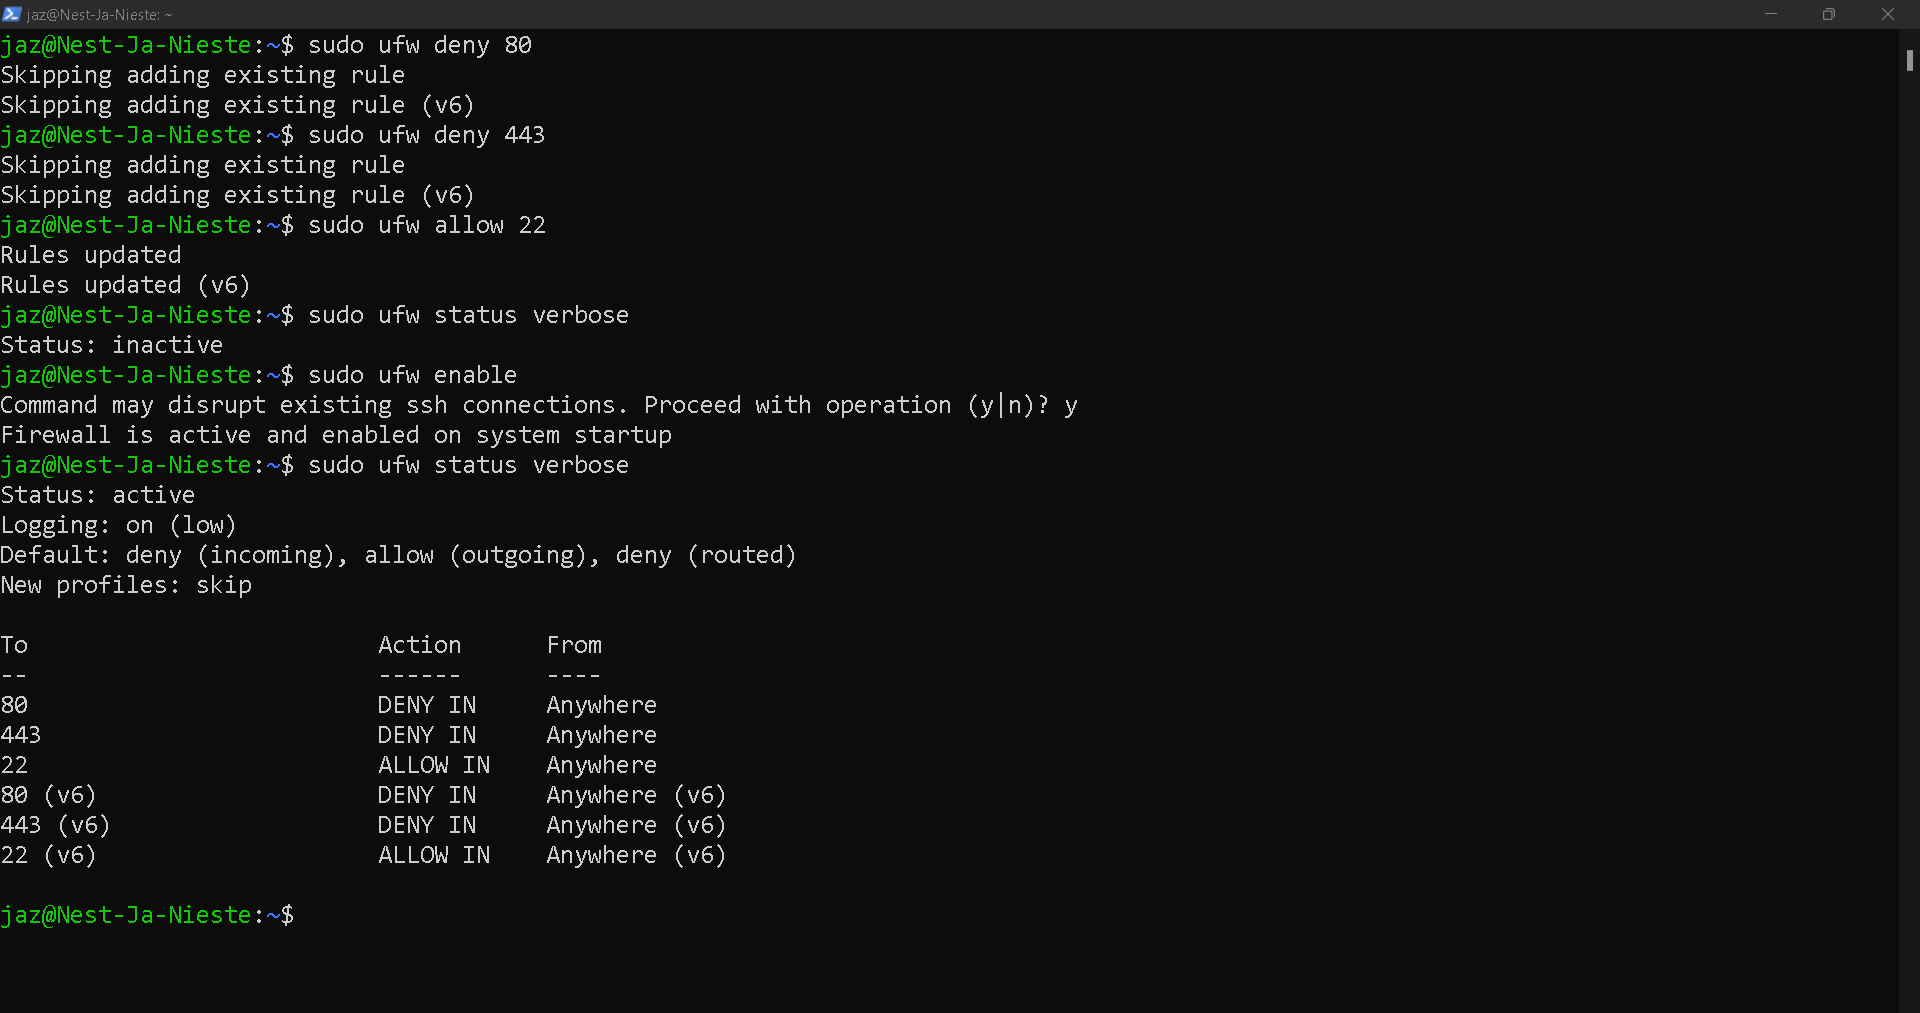 jaz@Nest-Ja-Nieste: ~
jaz@Nest-Ja-Nieste:~$ sudo ufw deny 80
Skipping adding existing rule
Skipping adding existing rule (v6)
jaz@Nest-Ja-Nieste:~$ sudo ufw deny 443
Skipping adding existing rule
Skipping adding existing rule (v6)
jaz@Nest-Ja-Nieste:~$ sudo ufw allow 22
Rules updated
Rules updated (v6)
jaz@Nest-Ja-Nieste:~$ sudo ufw status verbose
Status: inactive
jaz@Nest-Ja-Nieste:~$ sudo ufw enable
Command may disrupt existing ssh connections. Proceed with operation (y|n)? y
Firewall is active and enabled on system startup
jaz@Nest-Ja-Nieste:~$ sudo ufw status verbose
Status: active
Logging: on (low)
Default: deny (incoming), allow (outgoing), deny (routed)
New profiles: skip

To                         Action      From
--                         ------      ----
80                         DENY IN     Anywhere
443                        DENY IN     Anywhere
22                         ALLOW IN    Anywhere
80 (v6)                    DENY IN     Anywhere (v6)
443 (v6)                   DENY IN     Anywhere (v6)
22 (v6)                    ALLOW IN    Anywhere (v6)

jaz@Nest-Ja-Nieste:~$